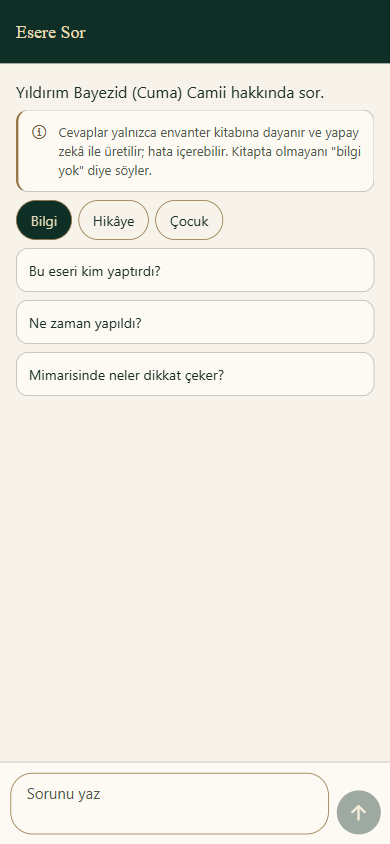 Esere Sor
Yıldırım Bayezid (Cuma) Camii hakkında sor.
Cevaplar yalnızca envanter kitabına dayanır ve yapay
zekâ ile üretilir; hata içerebilir. Kitapta olmayanı "bilgi
yok" diye söyler.
Bilgi Hikâye Çocuk
Bu eseri kim yaptırdı?
Ne zaman yapıldı?
Mimarisinde neler dikkat çeker?
Sorunu yaz